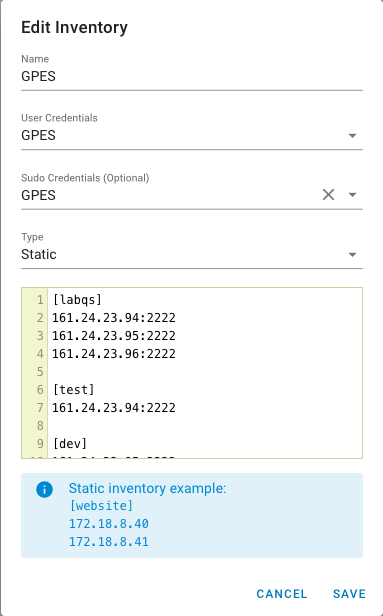 Edit Inventory
Name
GPES
User Credentials
GPES
Sudo Credentials (Optional)
GPES
Type
Static
1 [labqs]
2 161.24.23.94:2222
3 161.24.23.95:2222
4 161.24.23.96:2222
5
6 [test]
7 161.24.23.94:2222
8
9 [dev]
Static inventory example:
[website]
172.18.8.40
172.18.8.41
CANCEL SAVE